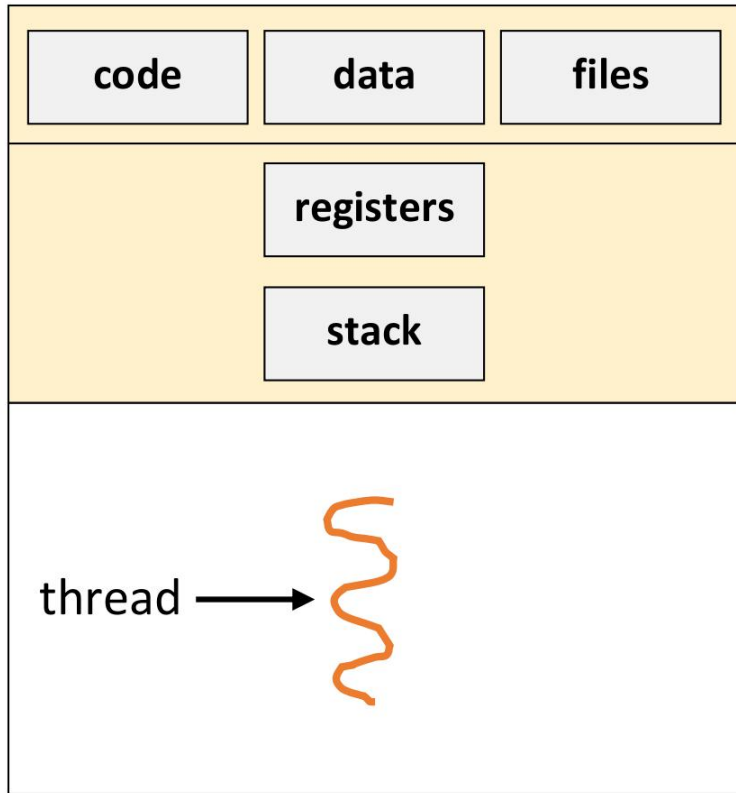 code data files
registers
stack
thread